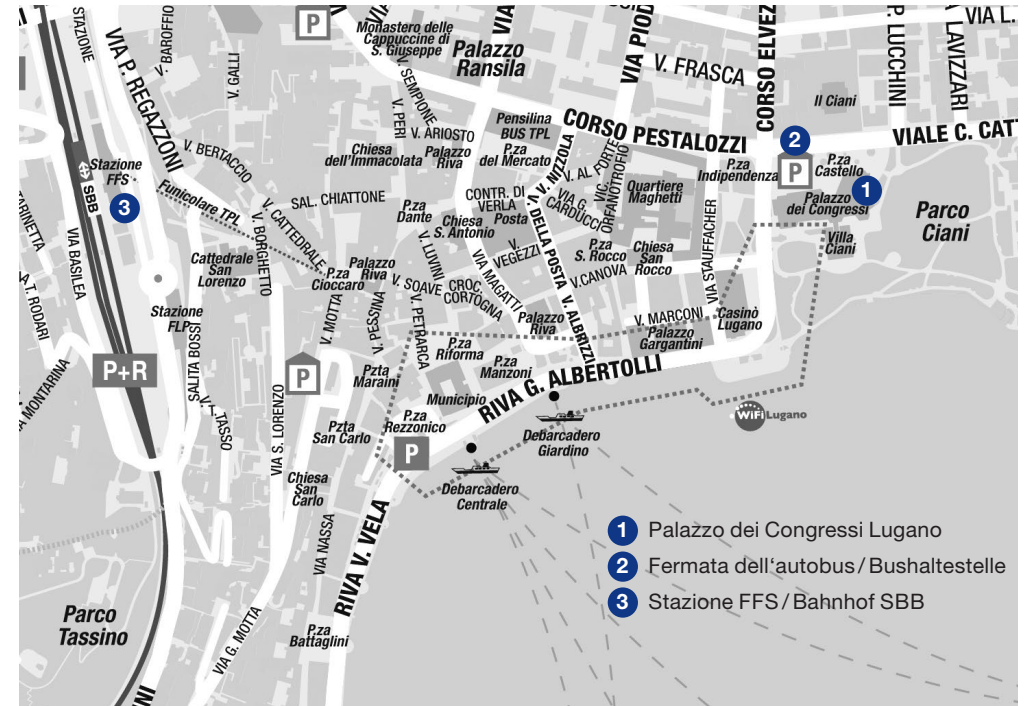 STAZIONE
VIA P. REGAZZONI
V. BAROFFIO
V. GALLI
P
Monastero delle
Cappuccine di
S. Giuseppe
Palazzo
Ransila
VIA
VIA PIOD
V. FRASCA
CORSO ELVEZ
P. LUCCHINI
VIA L.
LAVIZZARI
Il Ciani
V. SEMPIONE
V. PERI
V. ARIOSTO
Pensilina
BUS TPL
CORSO PESTALOZZI
VIALE C. CATT
2
P
P.za
Indipendenza
P.za
Castello
1
Palazzo
dei Congressi
Parco
Ciani
Villa
Ciani
Stazione
FFS
SBB
3
V. BERTACCIO
Funicolare TPL
Chiesa
dell'Immacolata
Palazzo
Riva
P.za
del Mercato
V. NIZZOLA
V. AL FORTE
VIC.
ORFANOTROFIO
Quartiere
Maghetti
SAL. CHIATTONE
V. CATTEDRALE
V. BORGHETTO
P.za
Dante
CONTR. DI
VERLA
Posta
Chiesa
S. Antonio
V. DELLA POSTA
VIA G.
CARDUCCI
V.
VEGEZZI
P.za
S. Rocco
Chiesa
San
Rocco
VIA STAUFFACHER
VIA BASILEA
TARINETTA
A T. RODARI
Cattedrale
San
Lorenzo
P.za
Cioccaro
Palazzo
Riva
V. LUVINI
V. SOAVE
CROC.
CORTOGNA
VIA MAGATTI
V.CANOVA
V. ALBRIZZI
V. MARCONI
Casinò
Lugano
Palazzo
Gargantini
Stazione
FLP
SALITA BOSSI
V. MOTTA
V. PESSINA
V. PETRARCA
Palazzo
Riva
P.za
Riforma
P.za
Manzoni
RIVA G. ALBERTOLLI
P+R
A MONTARINA
V. T. TASSO
VIA S. LORENZO
P
Pzta
Maraini
Municipio
P.za
Rezzonico
Pzta
San Carlo
P
WiFi Lugano
Debarcadero
Giardino
Debarcadero
Centrale
Chiesa
San
Carlo
VIA NASSA
RIVA V. VELA
P.za
Battaglini
VIA G. MOTTA
Parco
Tassino
INI
1 Palazzo dei Congressi Lugano
2 Fermata dell‘autobus / Bushaltestelle
3 Stazione FFS / Bahnhof SBB